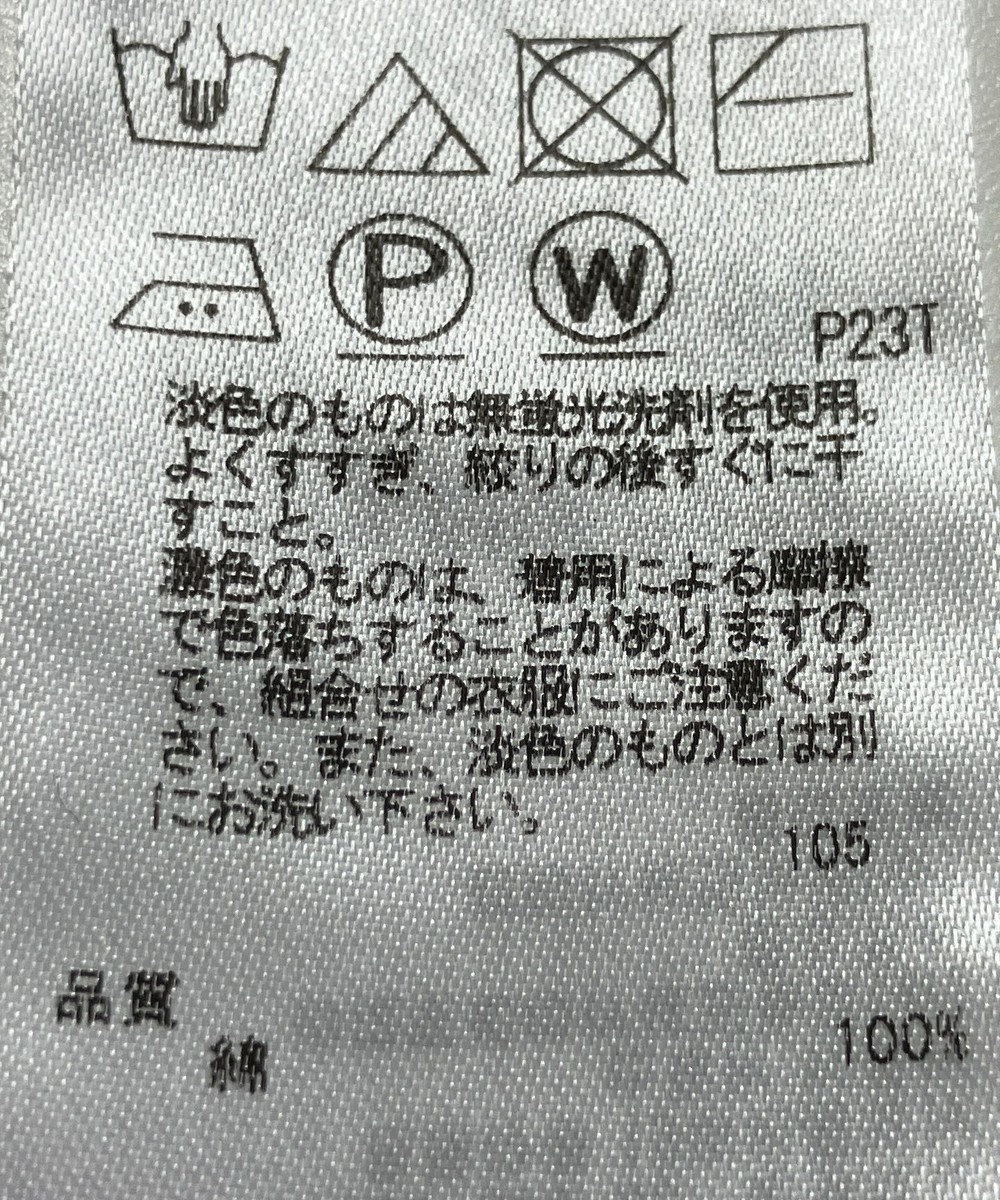 P W
P23T
淡色のものは無蛍光洗剤を使用。
よくすすぎ、絞りの後すぐに干
すこと。
濃色のものは、着用による摩擦
で色落ちすることがありますの
で、組合せの衣服にご注意くだ
さい。また、淡色のものとは別
にお洗い下さい。
105
品質
綿 100%